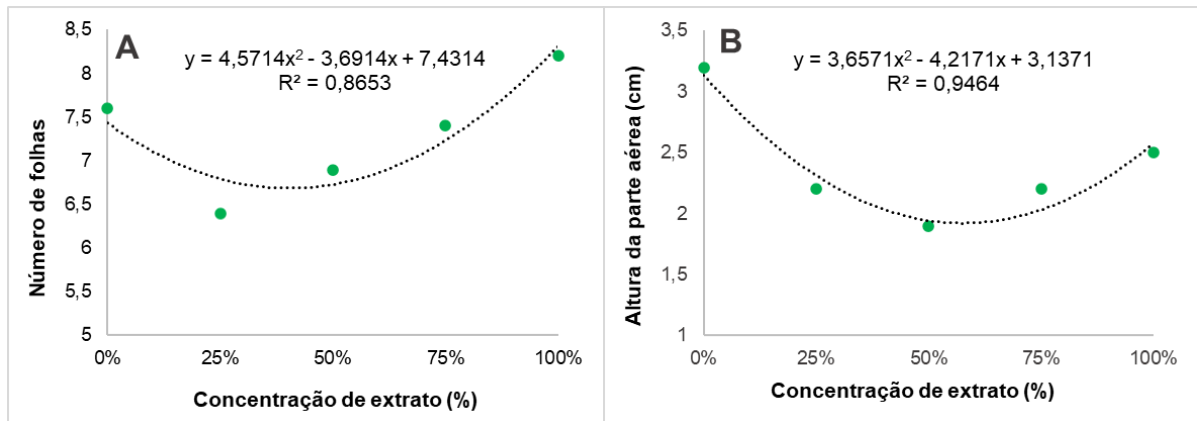 A
y = 4,5714x² - 3,6914x + 7,4314
R² = 0,8653
Número de folhas
8,5
8
7,5
7
6,5
6
5,5
5
0%
25%
50%
75%
100%
Concentração de extrato (%)
B
y = 3,6571x² - 4,2171x + 3,1371
R² = 0,9464
Altura da parte aérea (cm)
3,5
3
2,5
2
1,5
1
0%
25%
50%
75%
100%
Concentração de extrato (%)